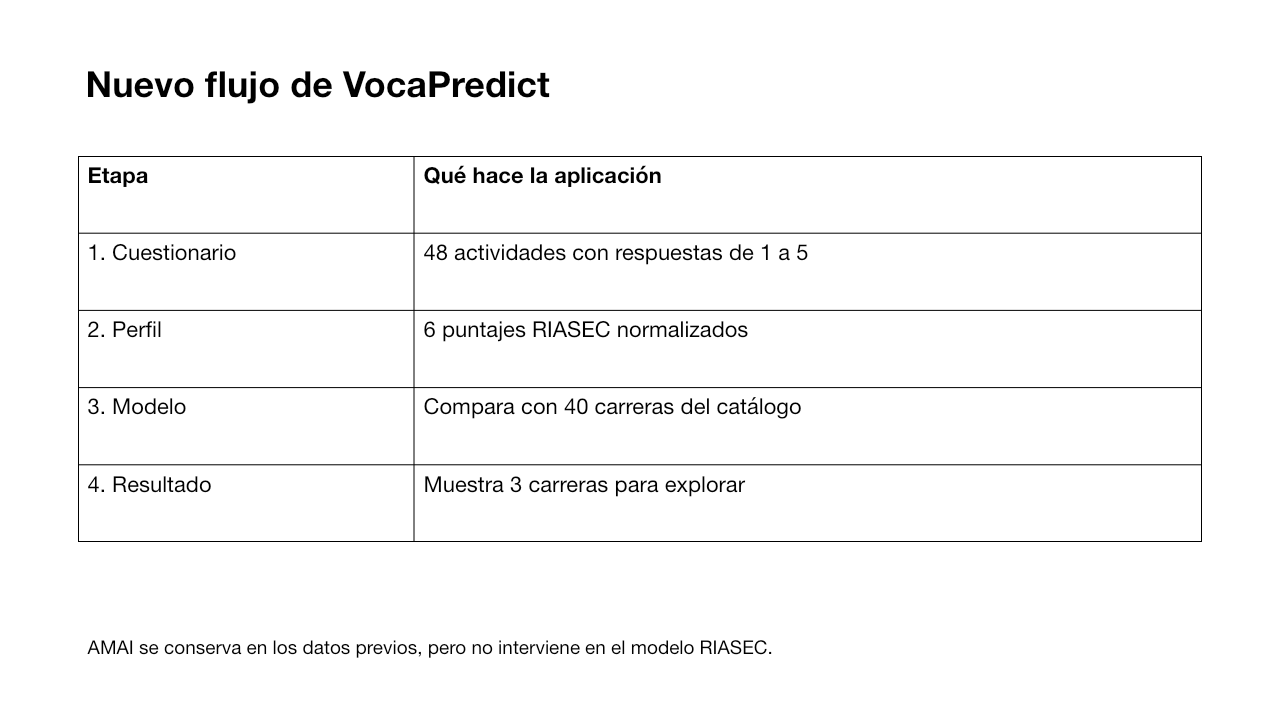 Nuevo flujo de VocaPredict
Etapa
Qué hace la aplicación
1. Cuestionario
48 actividades con respuestas de 1 a 5
2. Perfil
6 puntajes RIASEC normalizados
3. Modelo
Compara con 40 carreras del catálogo
4. Resultado
Muestra 3 carreras para explorar
AMAI se conserva en los datos previos, pero no interviene en el modelo RIASEC.